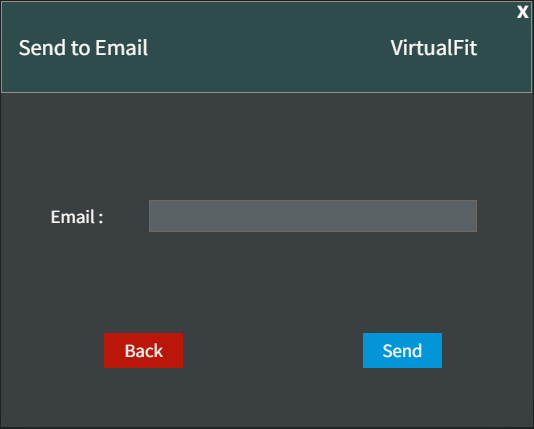 X
Send to Email VirtualFit
Email :
Back Send